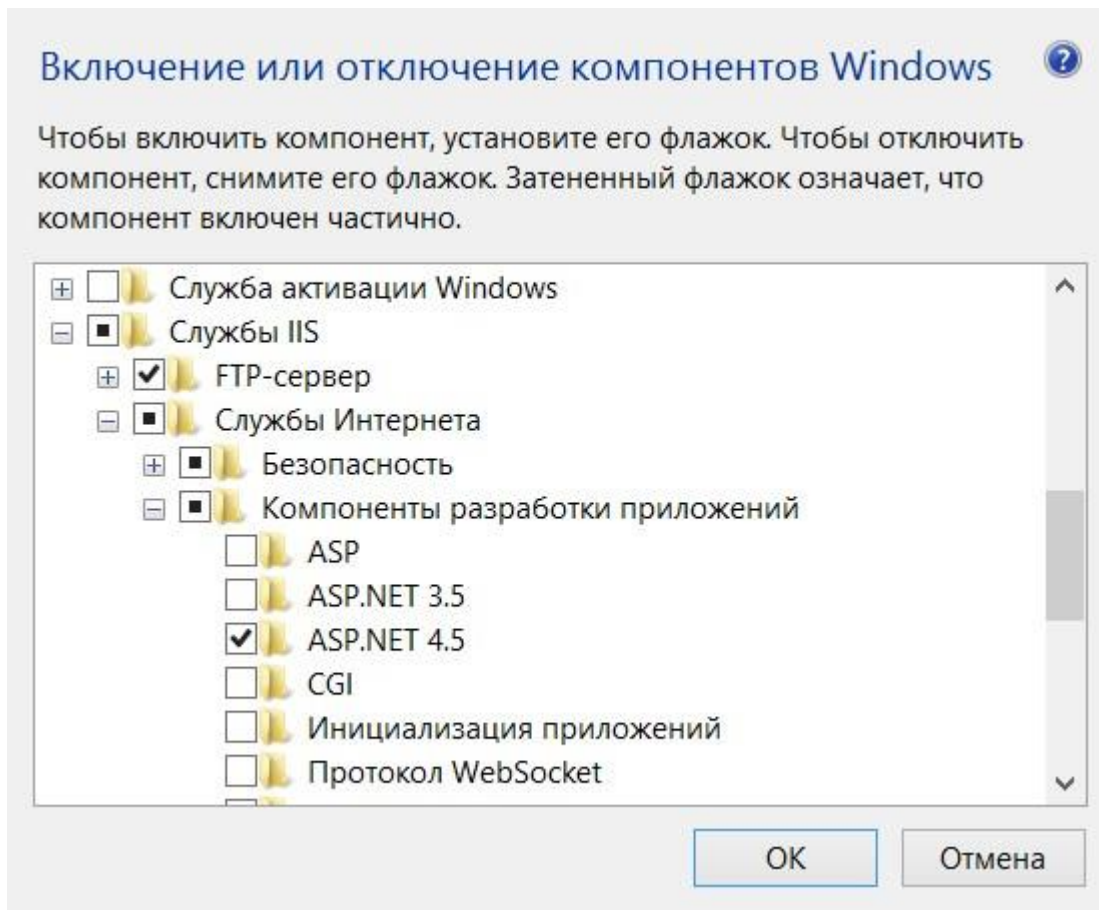 Включение или отключение компонентов Windows
Чтобы включить компонент, установите его флажок. Чтобы отключить
компонент, снимите его флажок. Затененный флажок означает, что
компонент включен частично.
Служба активации Windows
Службы IIS
FTP-сервер
Службы Интернета
Безопасность
Компоненты разработки приложений
ASP
ASP.NET 3.5
ASP.NET 4.5
CGI
Инициализация приложений
Протокол WebSocket
ОК
Отмена